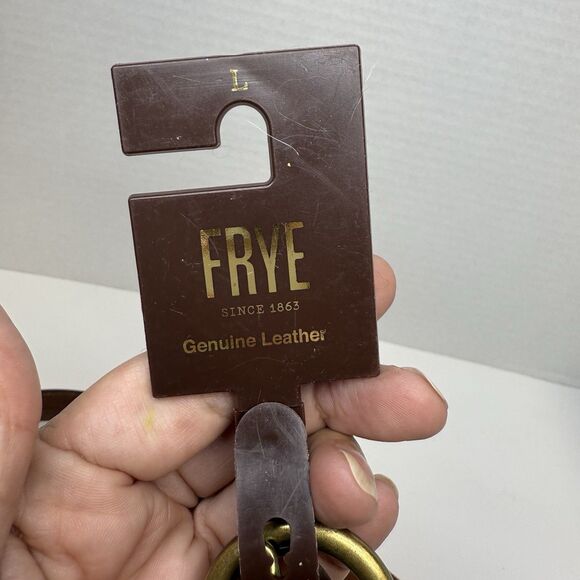 L
FRYE
SINCE 1863
Genuine Leather